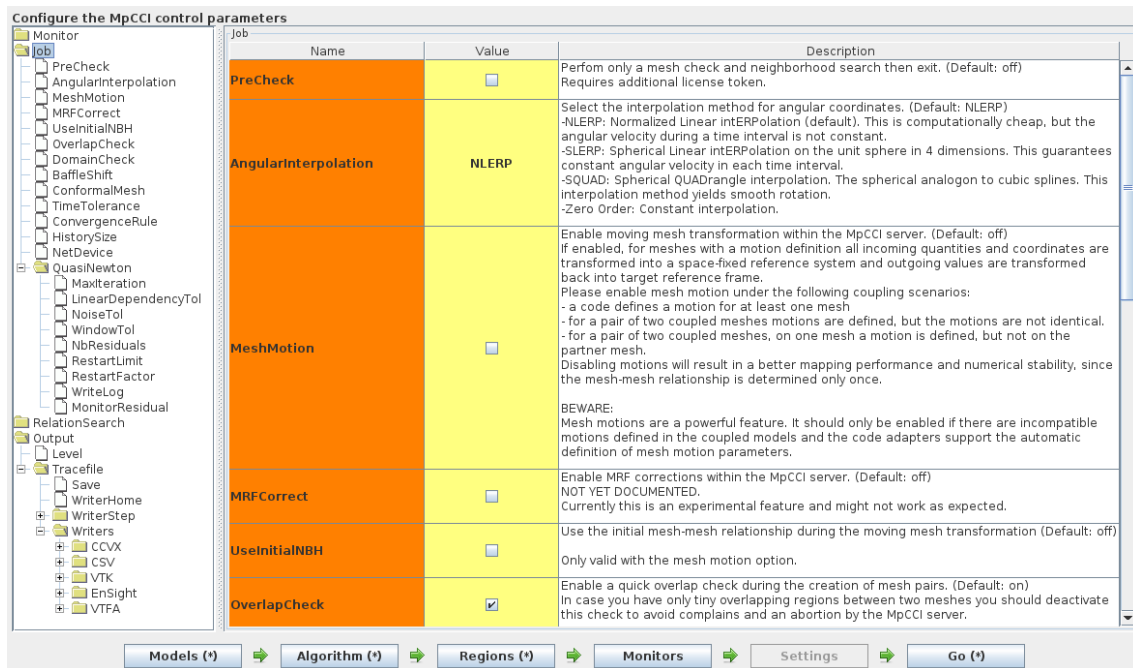 Configure the MpCCI control parameters
Monitor
Job
PreCheck
AngularInterpolation
MeshMotion
MRFCorrect
UseInitialNBH
OverlapCheck
DomainCheck
BaffleShift
ConformalMesh
TimeTolerance
ConvergenceRule
HistorySize
NetDevice
QuasiNewton
MaxIteration
LinearDependencyTol
NoiseTol
WindowTol
NbResiduals
RestartLimit
RestartFactor
WriteLog
MonitorResidual
RelationSearch
Output
Level
Tracefile
Save
WriterHome
WriterStep
Writers
CCVX
CSV
VTK
EnSight
VTFA
Job
Name Value Description
PreCheck
Perfom only a mesh check and neighborhood search then exit. (Default: off)
Requires additional license token.
AngularInterpolation
NLERP
Select the interpolation method for angular coordinates. (Default: NLERP)
-NLERP: Normalized Linear intERPolation (default). This is computationally cheap, but the
angular velocity during a time interval is not constant.
-SLERP: Spherical Linear intERPolation on the unit sphere in 4 dimensions. This guarantees
constant angular velocity in each time interval.
-SQUAD: Spherical QUADrangle interpolation. The spherical analogon to cubic splines. This
interpolation method yields smooth rotation.
-Zero Order: Constant interpolation.
MeshMotion
Enable moving mesh transformation within the MpCCI server. (Default: off)
If enabled, for meshes with a motion definition all incoming quantities and coordinates are
transformed into a space-fixed reference system and outgoing values are transformed
back into target reference frame.
Please enable mesh motion under the following coupling scenarios:
- a code defines a motion for at least one mesh
- for a pair of two coupled meshes motions are defined, but the motions are not identical.
- for a pair of two coupled meshes, on one mesh a motion is defined, but not on the
partner mesh.
Disabling motions will result in a better mapping performance and numerical stability, since
the mesh-mesh relationship is determined only once.
BEWARE:
Mesh motions are a powerful feature. It should only be enabled if there are incompatible
motions defined in the coupled models and the code adapters support the automatic
definition of mesh motion parameters.
MRFCorrect
Enable MRF corrections within the MpCCI server. (Default: off)
NOT YET DOCUMENTED.
Currently this is an experimental feature and might not work as expected.
UseInitialNBH
Use the initial mesh-mesh relationship during the moving mesh transformation (Default: off)
Only valid with the mesh motion option.
OverlapCheck
Enable a quick overlap check during the creation of mesh pairs. (Default: on)
In case you have only tiny overlapping regions between two meshes you should deactivate
this check to avoid complains and an abortion by the MpCCI server.
Models (*) Algorithm (*) Regions (*) Monitors Settings Go (*)